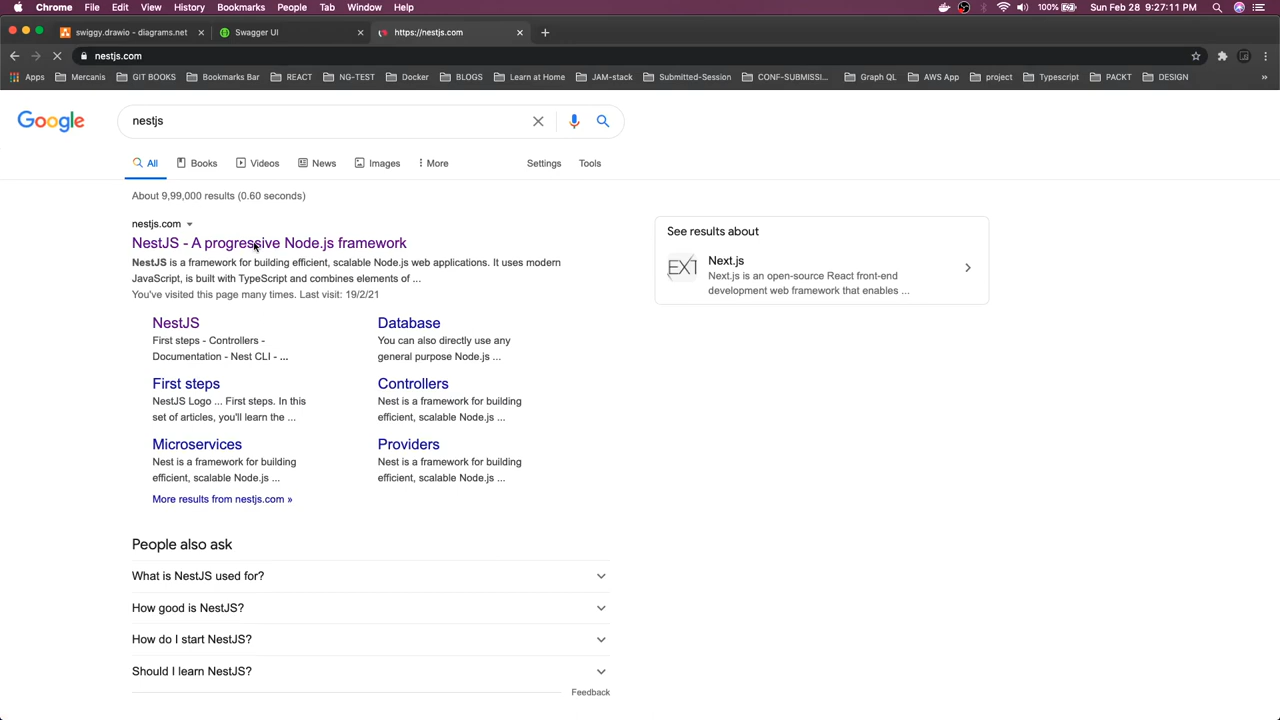 Chrome File Edit View History Bookmarks People Tab Window Help 100% Sun Feb 28 9:27:11 PM
swiggy.drawio - diagrams.net Swagger UI https://nestjs.com
nestjs.com
Apps Mercanis GIT BOOKS Bookmarks Bar REACT NG-TEST Docker BLOGS Learn at Home JAM-stack Submitted-Session CONF-SUBMISSI... Graph QL AWS App project Typescript PACKT DESIGN »
Google nestjs
All Books Videos News Images More Settings Tools
About 9,99,000 results (0.60 seconds)
nestjs.com
NestJS - A progressive Node.js framework
NestJS is a framework for building efficient, scalable Node.js web applications. It uses modern
JavaScript, is built with TypeScript and combines elements of ...
You've visited this page many times. Last visit: 19/2/21
NestJS
First steps - Controllers -
Documentation - Nest CLI - ...
Database
You can also directly use any
general purpose Node.js ...
First steps
NestJS Logo ... First steps. In this
set of articles, you'll learn the ...
Controllers
Nest is a framework for building
efficient, scalable Node.js ...
Microservices
Nest is a framework for building
efficient, scalable Node.js ...
Providers
Nest is a framework for building
efficient, scalable Node.js ...
More results from nestjs.com »
People also ask
What is NestJS used for?
How good is NestJS?
How do I start NestJS?
Should I learn NestJS?
Feedback
See results about
Next.js
Next.js is an open-source React front-end
development web framework that enables ...